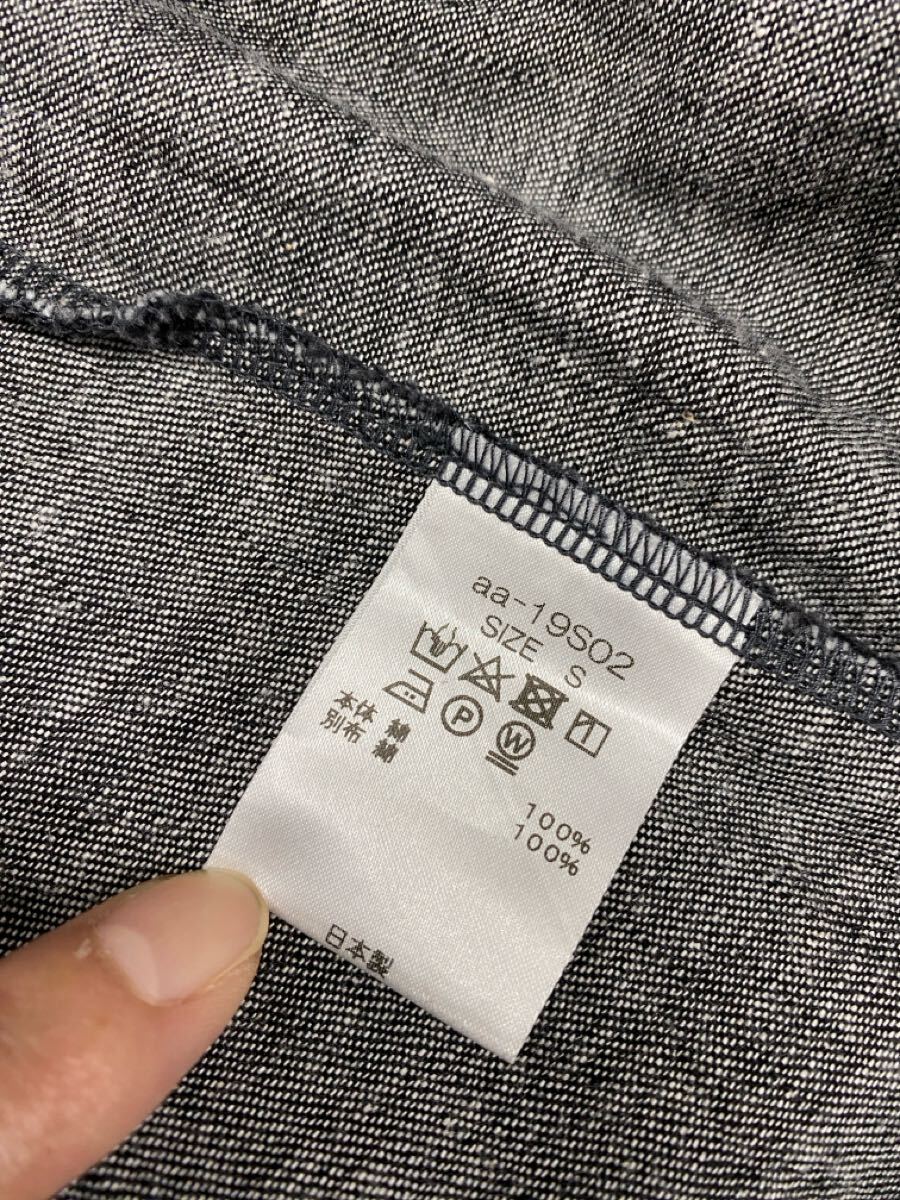 aa-19S02
SIZE S
P W
本体 綿 100%
別布 綿 100%
日本製